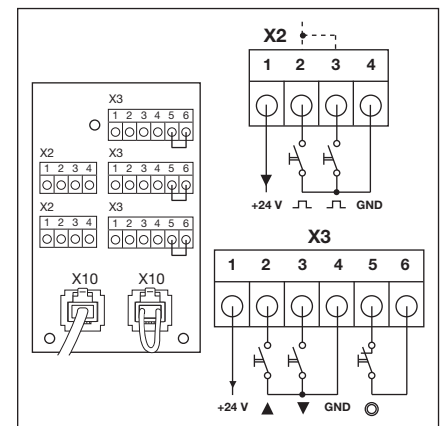 X2
1 2 3 4
+24 V GND
X3
1 2 3 4 5 6
X2 X3
1 2 3 4 1 2 3 4 5 6
X2 X3
1 2 3 4 1 2 3 4 5 6
X10 X10
X3
1 2 3 4 5 6
+24 V ▲ ▼ GND